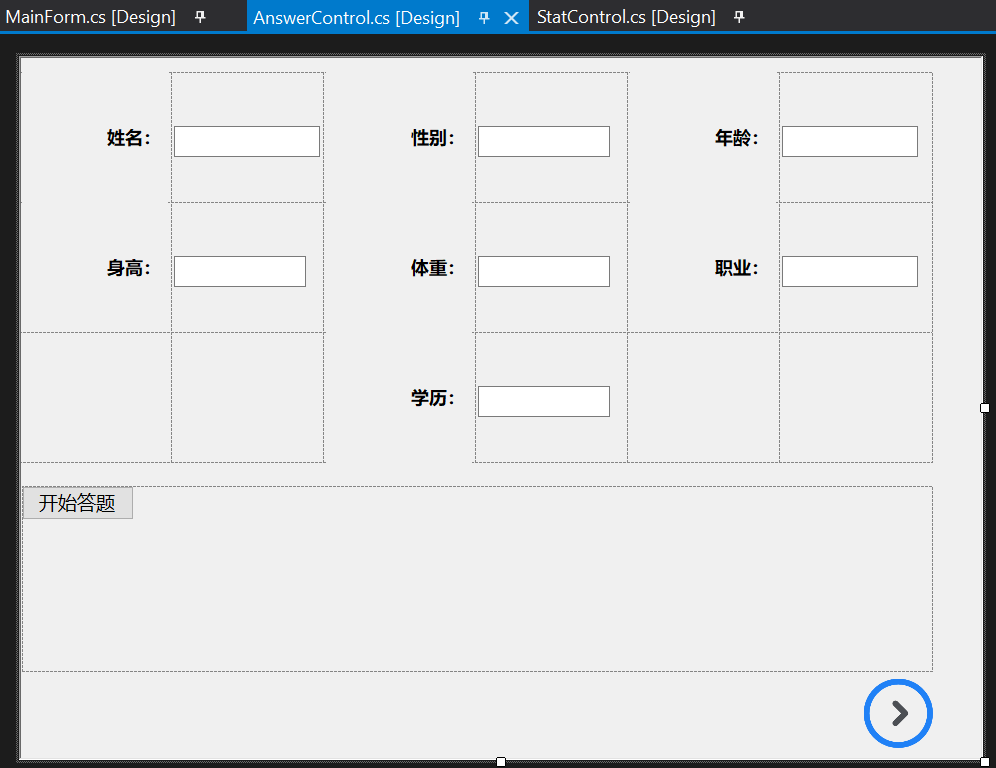 MainForm.cs [Design] AnswerControl.cs [Design] StatControl.cs [Design]
姓名： 性别： 年龄：
身高： 体重： 职业：
学历：
开始答题